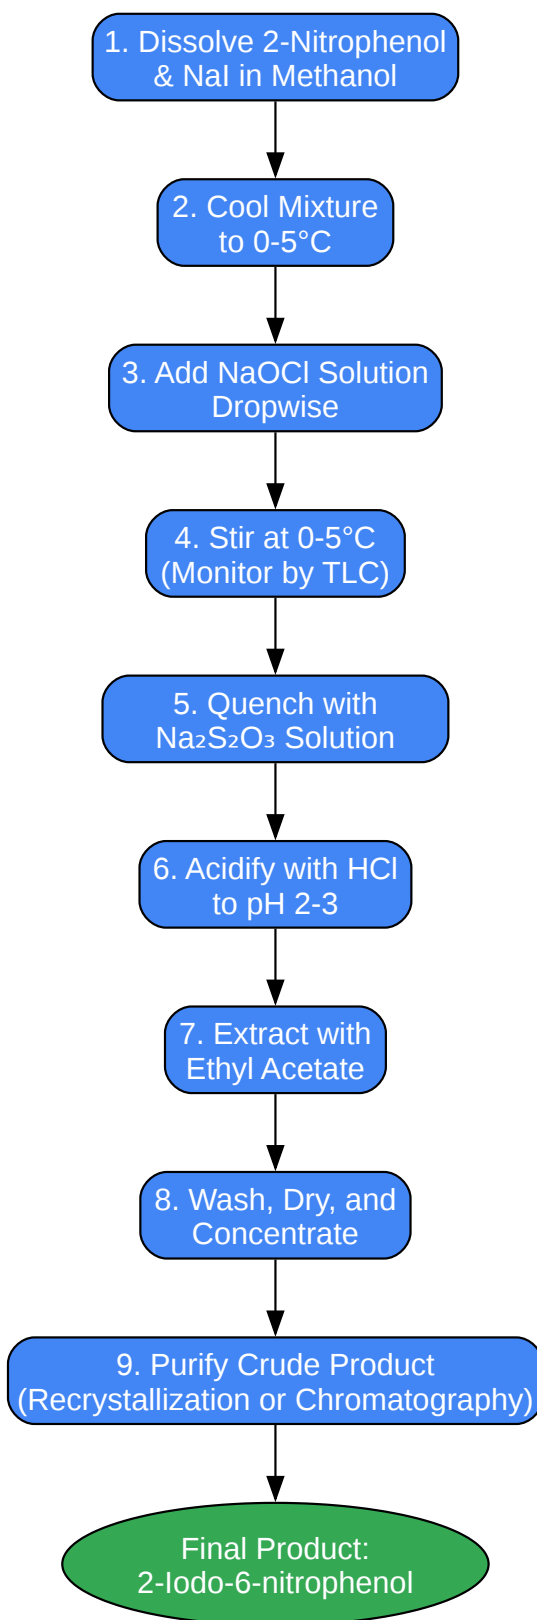 1. Dissolve 2-Nitrophenol
& NaI in Methanol
2. Cool Mixture
to 0-5°C
3. Add NaOCl Solution
Dropwise
4. Stir at 0-5°C
(Monitor by TLC)
5. Quench with
Na₂S₂O₃ Solution
6. Acidify with HCl
to pH 2-3
7. Extract with
Ethyl Acetate
8. Wash, Dry, and
Concentrate
9. Purify Crude Product
(Recrystallization or Chromatography)
Final Product:
2-Iodo-6-nitrophenol